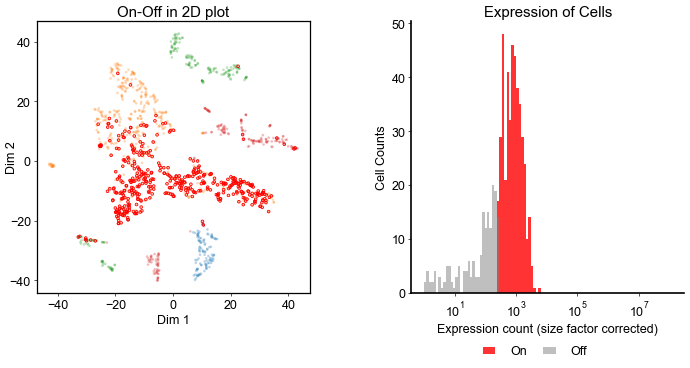 On-Off in 2D plot
Dim 2
40
20
0
−20
−40
−40 −20 0 20 40
Dim 1
Expression of Cells
Cell Counts
50
40
30
20
10
0
10^1 10^3 10^5 10^7
Expression count (size factor corrected)
On Off